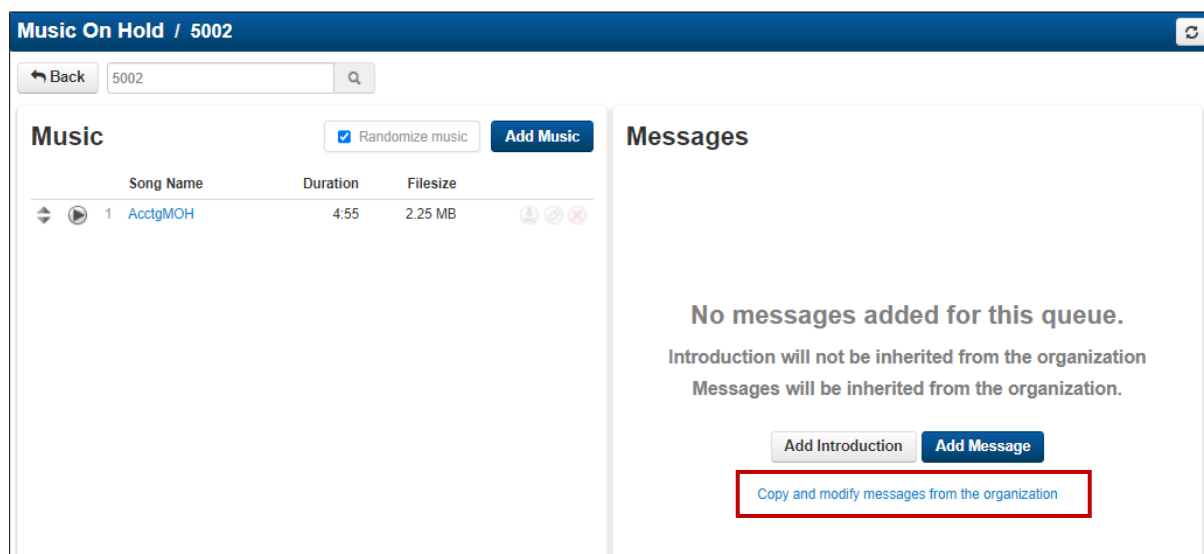 Music On Hold / 5002
Back
5002
Music
Randomize music
Add Music
Song Name Duration Filesize
1 AcctgMOH 4:55 2.25 MB
Messages
No messages added for this queue.
Introduction will not be inherited from the organization
Messages will be inherited from the organization.
Add Introduction
Add Message
Copy and modify messages from the organization